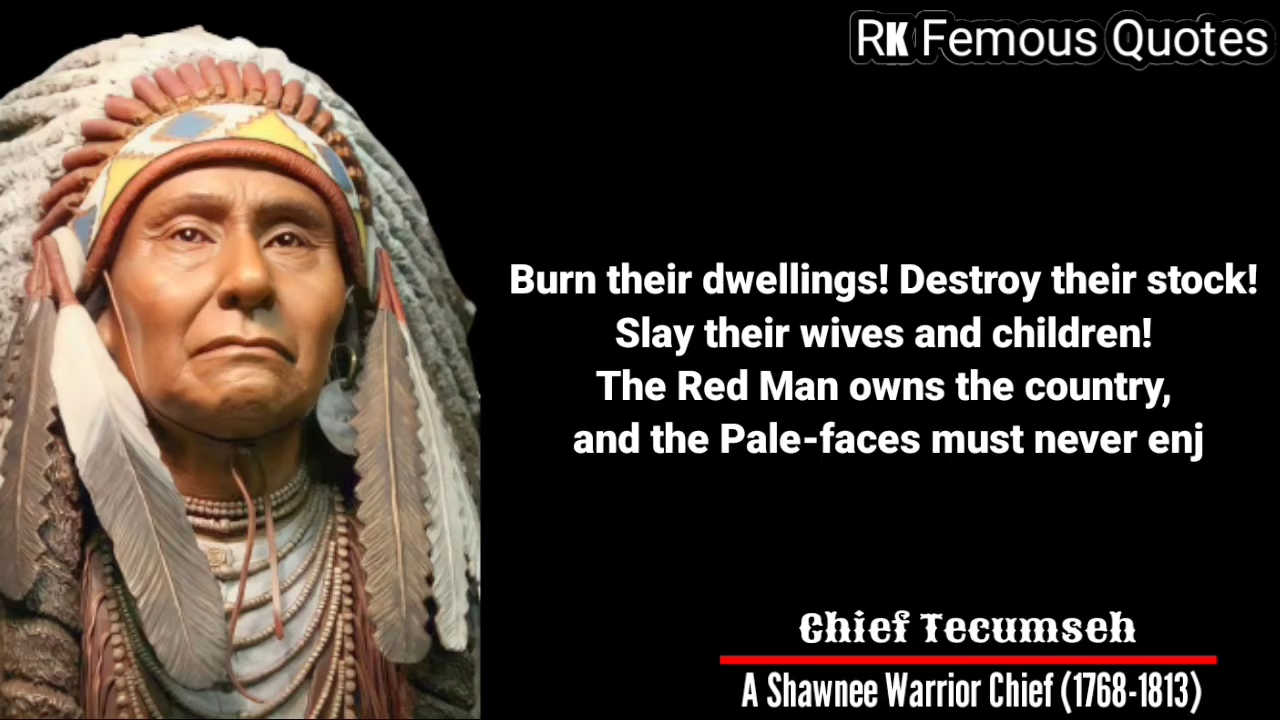 RK Femous Quotes
Burn their dwellings! Destroy their stock!
Slay their wives and children!
The Red Man owns the country,
and the Pale-faces must never enj
Chief Tecumseh
A Shawnee Warrior Chief (1768-1813)